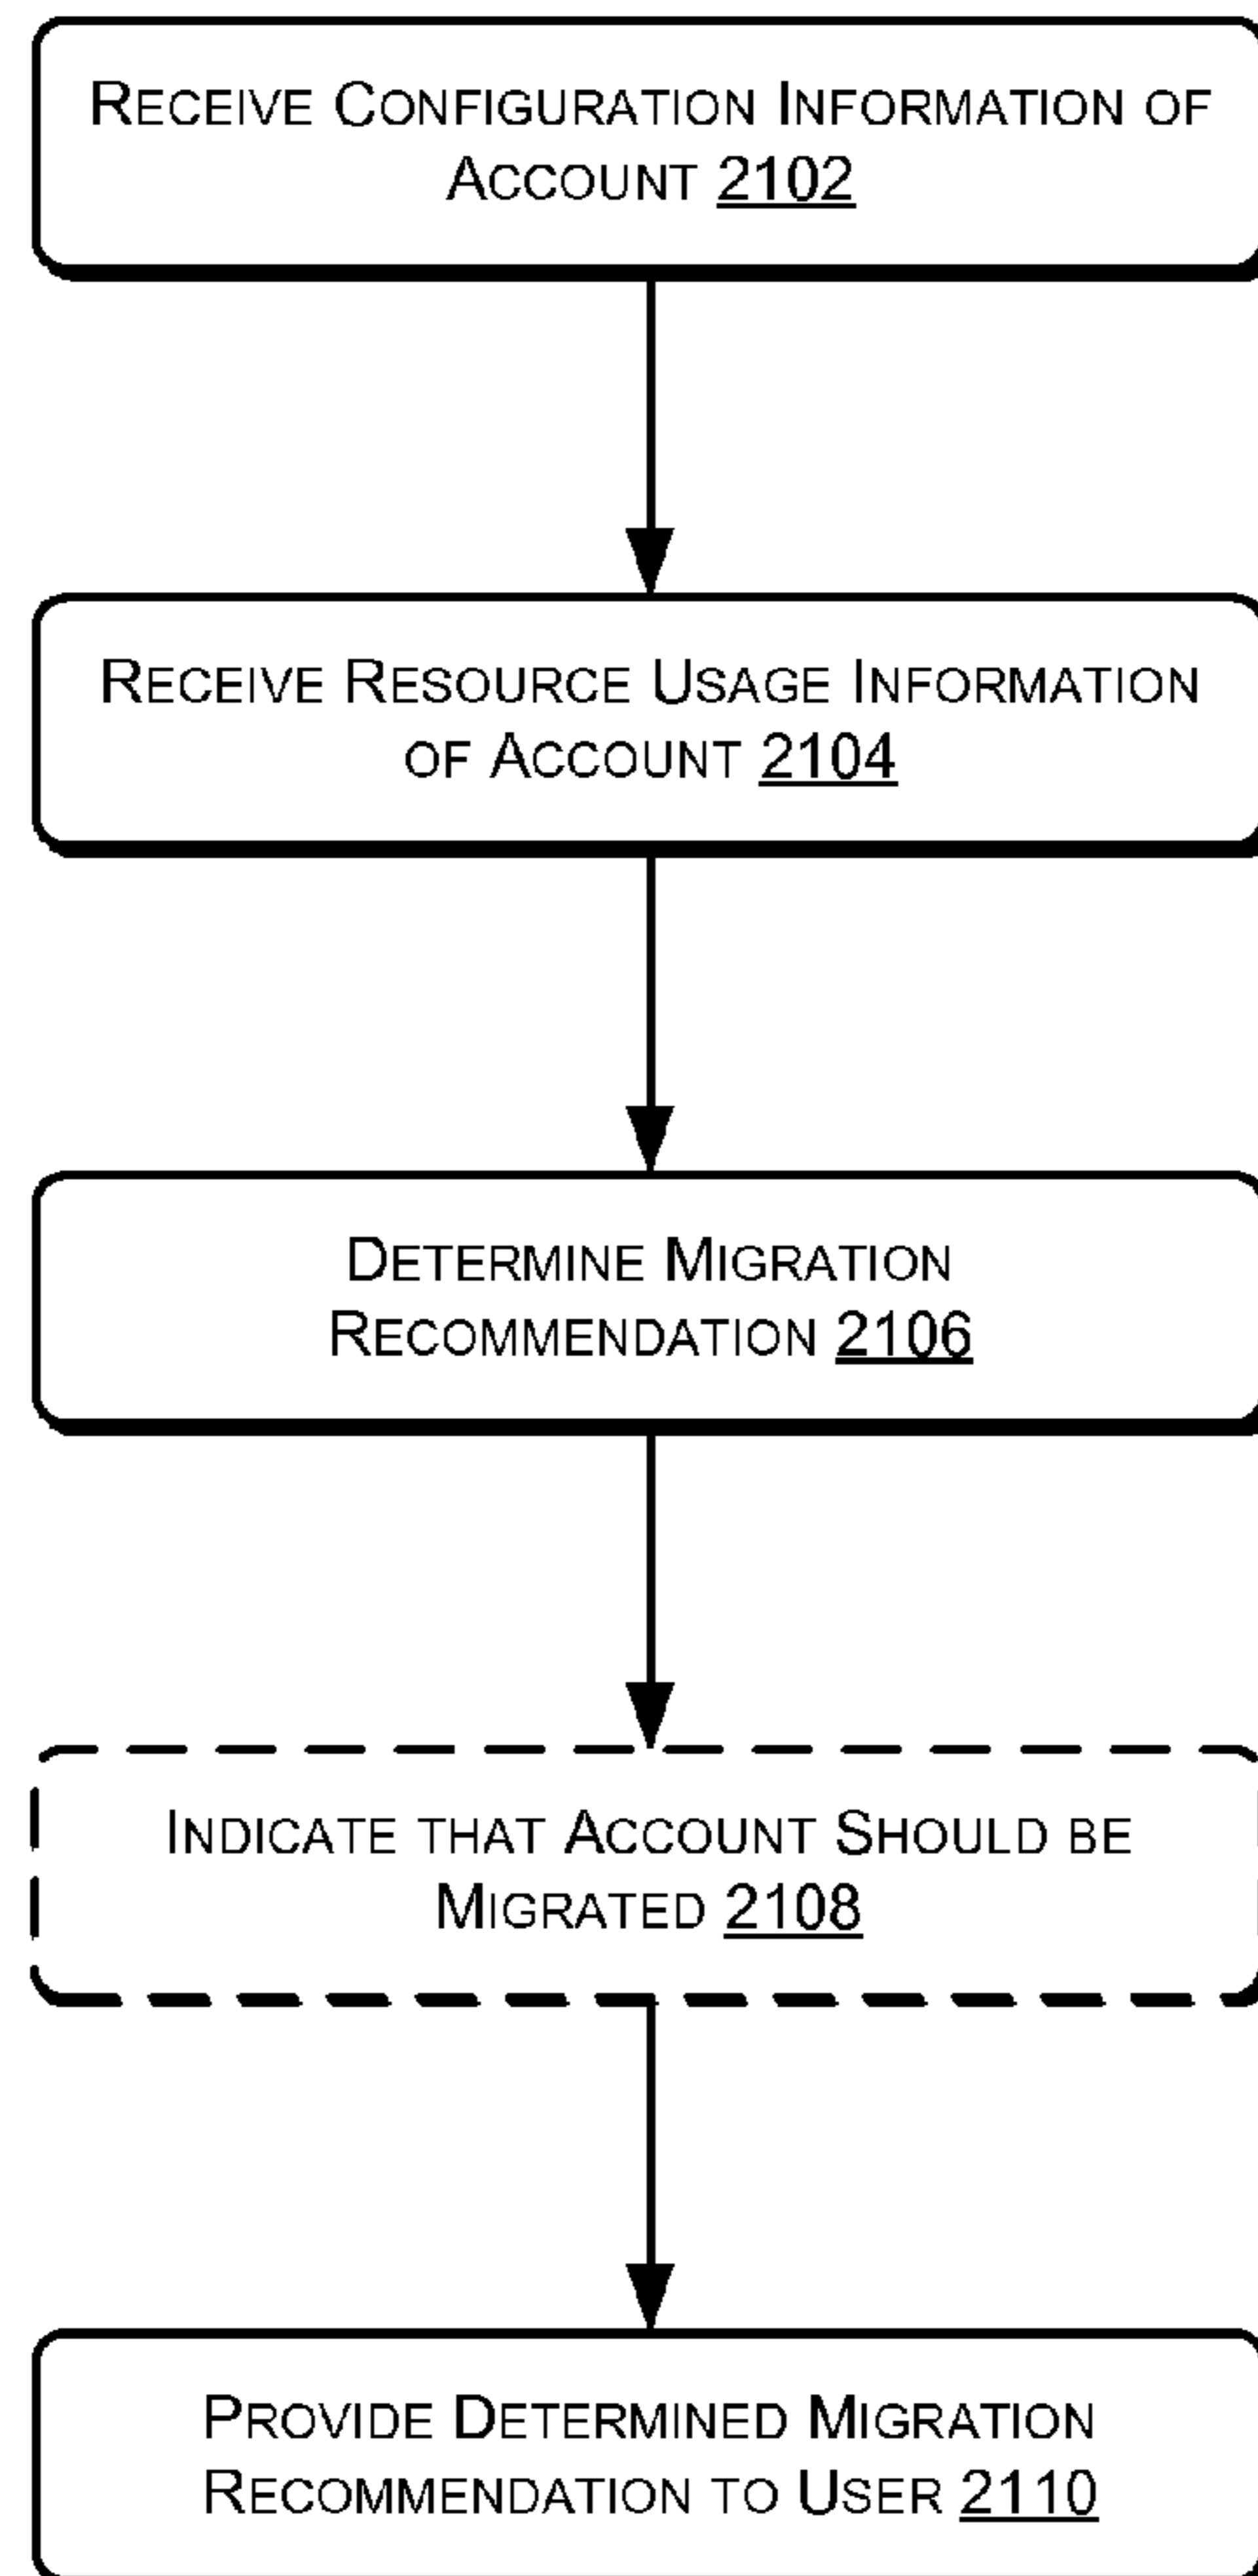 RECEIVE CONFIGURATION INFORMATION OF
ACCOUNT 2102
RECEIVE RESOURCE USAGE INFORMATION
OF ACCOUNT 2104
DETERMINE MIGRATION
RECOMMENDATION 2106
INDICATE THAT ACCOUNT SHOULD BE
MIGRATED 2108
PROVIDE DETERMINED MIGRATION
RECOMMENDATION TO USER 2110